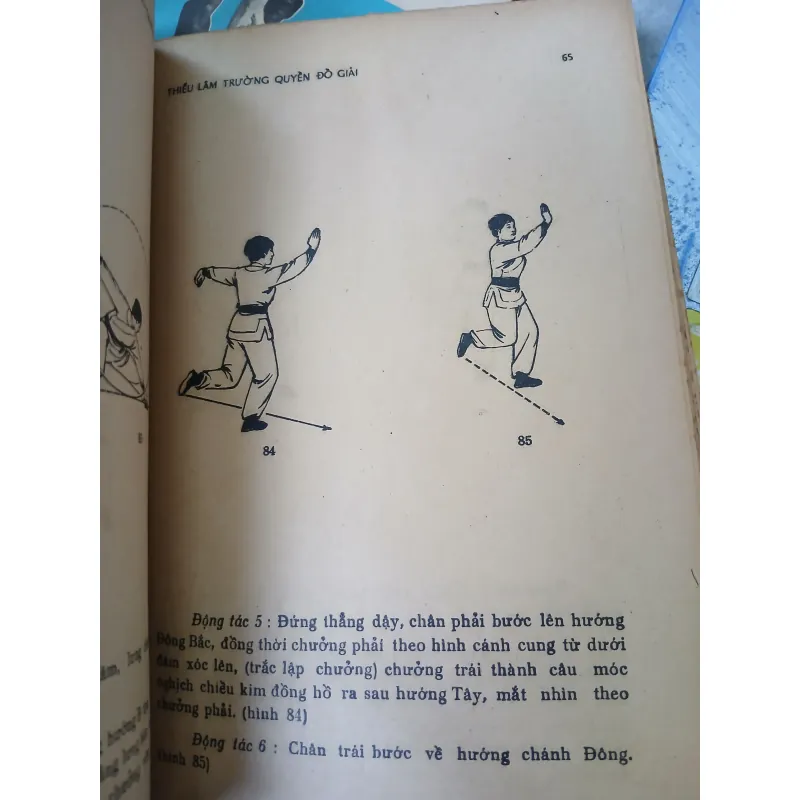 THIẾU LÂM TRƯỜNG QUYỀN ĐỒ GIẢI
65
84
85
Động tác 5 : Đứng thẳng dậy, chân phải bước lên hướng
Đông Bắc, đồng thời chưởng phải theo hình cánh cung từ dưới
đâm xóc lên, (trắc lập chưởng) chưởng trái thành câu móc
nghịch chiều kim đồng hồ ra sau hướng Tây, mắt nhìn theo
chưởng phải. (hình 84)
Động tác 6 : Chân trái bước về hướng chánh Đông.
(hình 85)